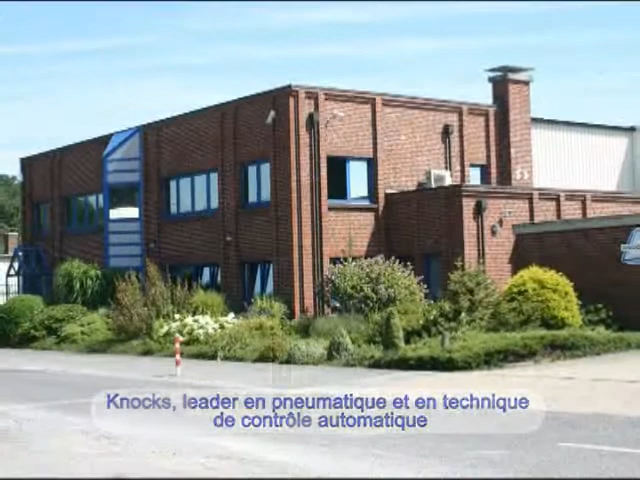 Knocks, leader en pneumatique et en technique
de contrôle automatique